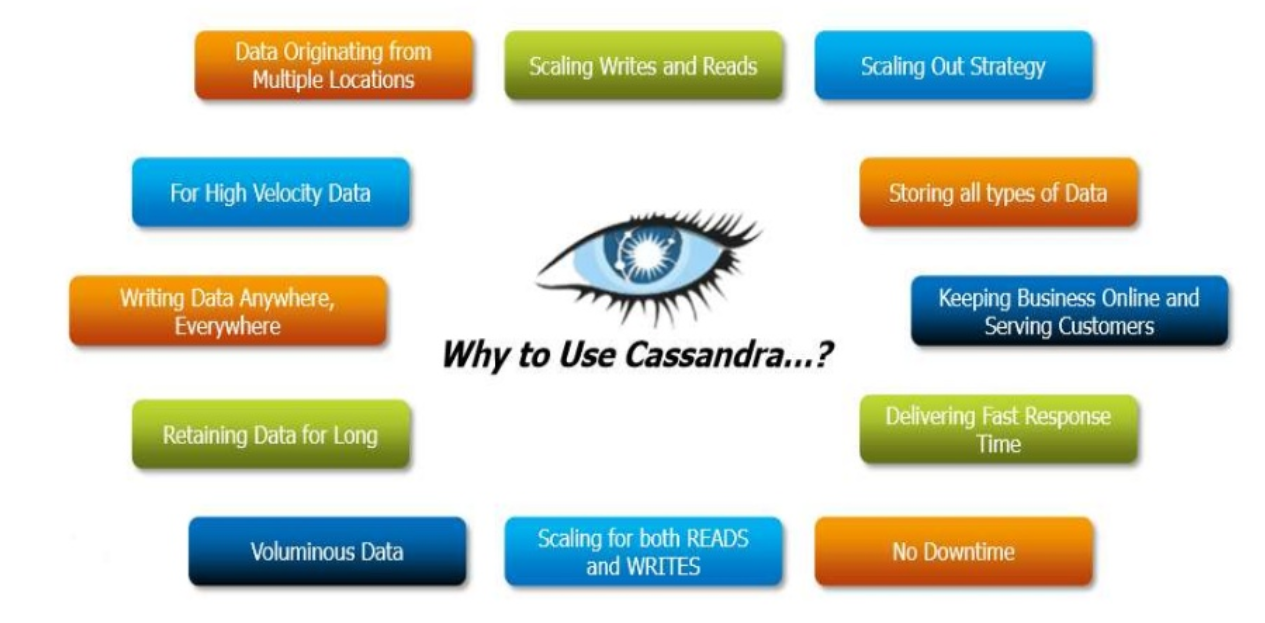 Data Originating from
Multiple Locations
Scaling Writes and Reads
Scaling Out Strategy
For High Velocity Data
Storing all types of Data
Writing Data Anywhere,
Everywhere
Keeping Business Online and
Serving Customers
Why to Use Cassandra...?
Retaining Data for Long
Delivering Fast Response
Time
Voluminous Data
Scaling for both READS
and WRITES
No Downtime